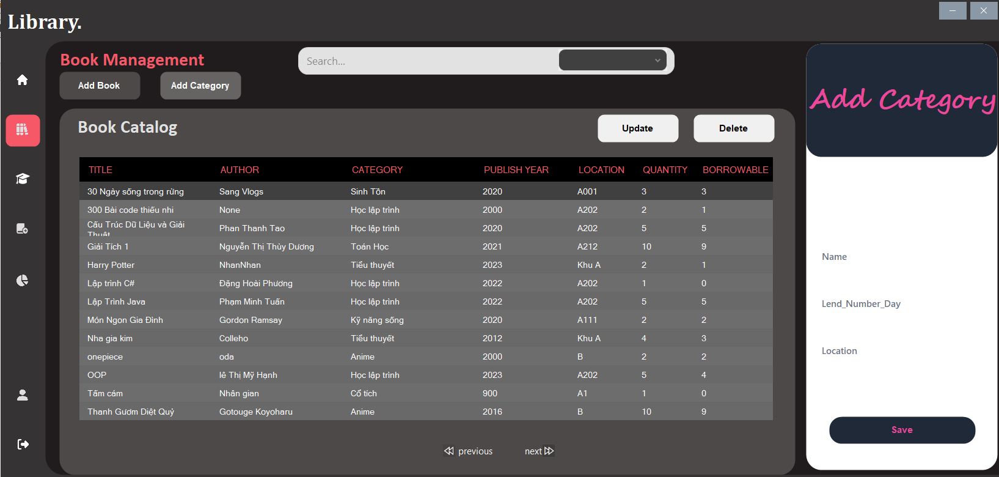 Library.
Book Management
Search...
Add Book
Add Category
Book Catalog
Update
Delete
TITLE AUTHOR CATEGORY PUBLISH YEAR LOCATION QUANTITY BORROWABLE
30 Ngày sống trong rừng Sang Vlogs Sinh Tồn 2020 A001 3 3
300 Bài code thiếu nhi None Học lập trình 2000 A202 2 1
Cấu Trúc Dữ Liệu và Giải
Thuật Phan Thanh Tao Học lập trình 2020 A202 5 5
Giải Tích 1 Nguyễn Thị Thùy Dương Toán Học 2021 A212 10 9
Harry Potter NhanNhan Tiểu thuyết 2023 Khu A 2 1
Lập trình C# Đặng Hoài Phương Học lập trình 2022 A202 1 0
Lập Trình Java Phạm Minh Tuấn Học lập trình 2022 A202 5 5
Món Ngon Gia Đình Gordon Ramsay Kỹ năng sống 2020 A111 2 2
Nha gia kim Colleho Tiểu thuyết 2012 Khu A 4 3
onepiece oda Anime 2000 B 2 2
OOP lê Thị Mỹ Hạnh Học lập trình 2023 A202 5 4
Tấm cám Nhân gian Cổ tích 900 A1 1 0
Thanh Gươm Diệt Quỷ Gotouge Koyoharu Anime 2016 B 10 9
previous
next
Add Category
Name
Lend_Number_Day
Location
Save